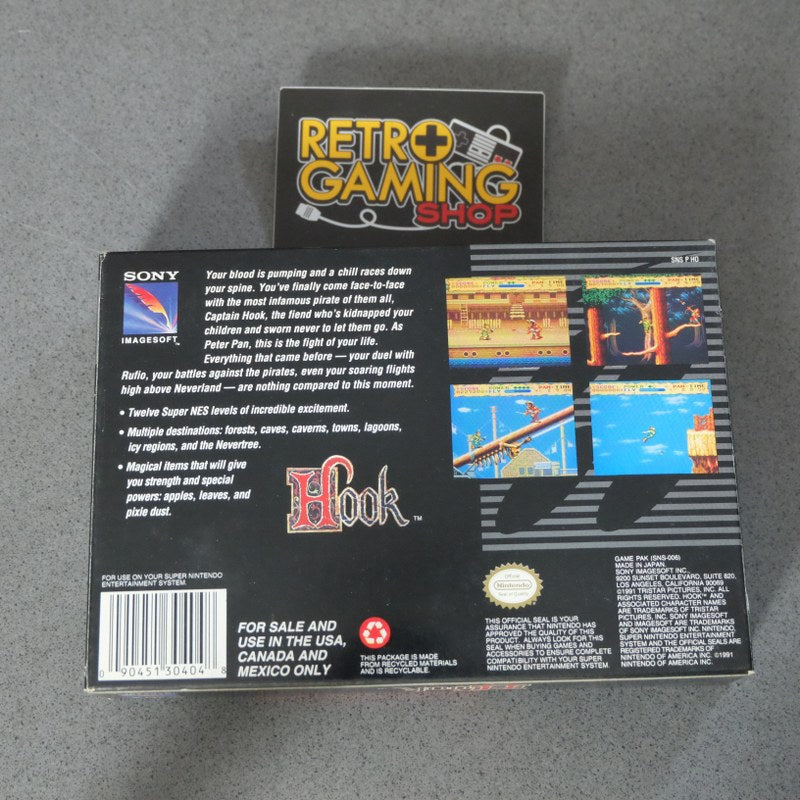 RETRO
GAMING
SHOP
SONY
IMAGESOFT
Your blood is pumping and a chill races down
your spine. You've finally come face-to-face
with the most infamous pirate of them all,
Captain Hook, the fiend who's kidnapped your
children and sworn never to let them go. As
Peter Pan, this is the fight of your life.
Everything that came before — your duel with
Rufio, your battles against the pirates, even your soaring flights
high above Neverland — are nothing compared to this moment.
• Twelve Super NES levels of incredible excitement.
• Multiple destinations: forests, caves, caverns, towns, lagoons,
icy regions, and the Nevertree.
• Magical items that will give
you strength and special
powers: apples, leaves, and
pixie dust.
Hook™
SNS P HO
FOR USE ON YOUR SUPER NINTENDO
ENTERTAINMENT SYSTEM.
0 90451 30404 8
FOR SALE AND
USE IN THE USA,
CANADA AND
MEXICO ONLY
THIS PACKAGE IS MADE
FROM RECYCLED MATERIALS
AND IS RECYCLABLE.
Official
Nintendo
Seal of Quality
THIS OFFICIAL SEAL IS YOUR
ASSURANCE THAT NINTENDO HAS
APPROVED THE QUALITY OF THIS
PRODUCT. ALWAYS LOOK FOR THIS
SEAL WHEN BUYING GAMES AND
ACCESSORIES TO ENSURE COMPLETE
COMPATIBILITY WITH YOUR SUPER
NINTENDO ENTERTAINMENT SYSTEM.
GAME PAK (SNS-006)
MADE IN JAPAN.
SONY IMAGESOFT INC.,
9200 SUNSET BOULEVARD, SUITE 820,
LOS ANGELES, CALIFORNIA 90069
©1991 TRISTAR PICTURES, INC. ALL
RIGHTS RESERVED. HOOK™ AND
ASSOCIATED CHARACTER NAMES
ARE TRADEMARKS OF TRISTAR
PICTURES, INC. SONY IMAGESOFT
AND IMAGESOFT ARE TRADEMARKS
OF SONY IMAGESOFT INC. NINTENDO,
SUPER NINTENDO ENTERTAINMENT
SYSTEM AND THE OFFICIAL SEALS ARE
REGISTERED TRADEMARKS OF
NINTENDO OF AMERICA INC. ©1991
NINTENDO OF AMERICA INC.